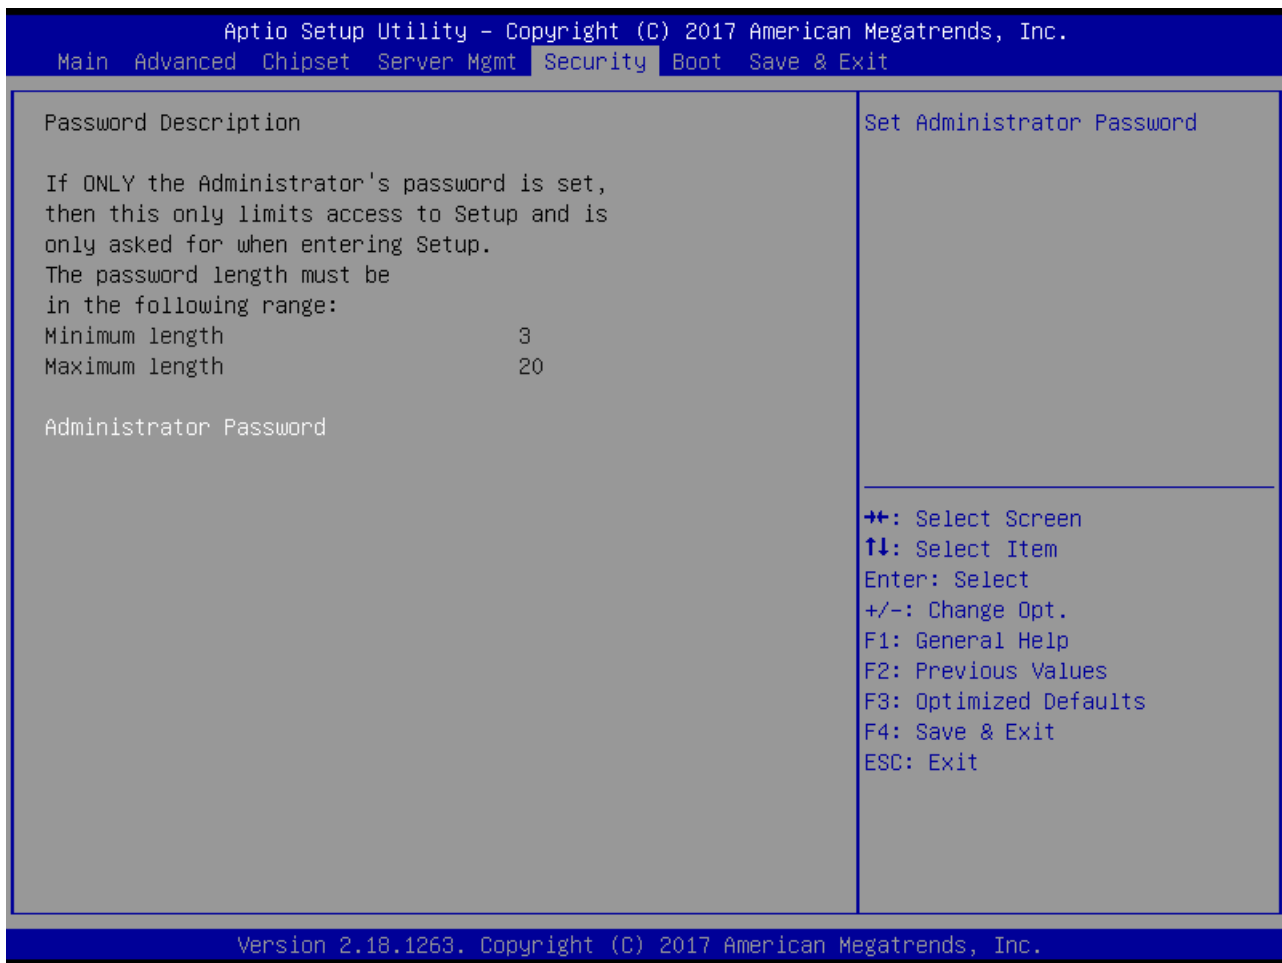 Aptio Setup Utility – Copyright (C) 2017 American Megatrends, Inc.
Main Advanced Chipset Server Mgmt Security Boot Save & Exit
Password Description
If ONLY the Administrator's password is set,
then this only limits access to Setup and is
only asked for when entering Setup.
The password length must be
in the following range:
Minimum length 3
Maximum length 20
Administrator Password
Set Administrator Password
→←: Select Screen
↑↓: Select Item
Enter: Select
+/-: Change Opt.
F1: General Help
F2: Previous Values
F3: Optimized Defaults
F4: Save & Exit
ESC: Exit
Version 2.18.1263. Copyright (C) 2017 American Megatrends, Inc.